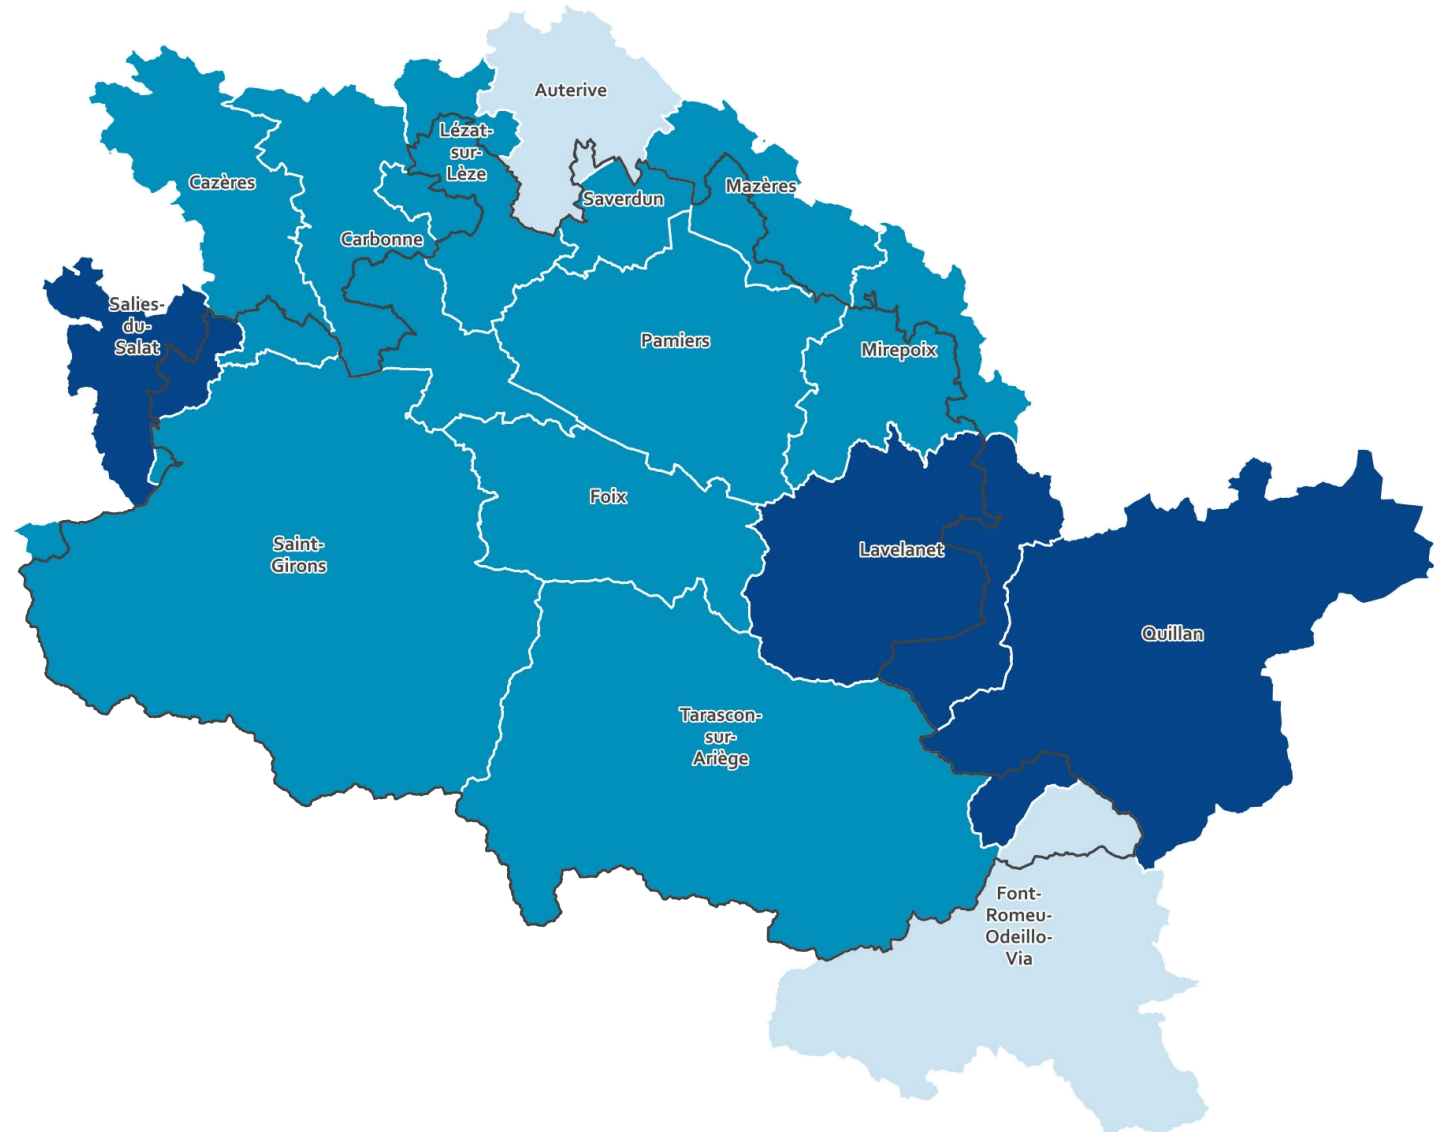 Auterive
Lézat-
sur-
Lèze
Cazères
Mazères
Saverdun
Carbonne
Salies-
du-
Salat
Pamiers
Mirepoix
Foix
Saint-
Girons
Lavelanet
Quillan
Tarascon-
sur-
Ariège
Font-
Romeu-
Odeillo-
Via